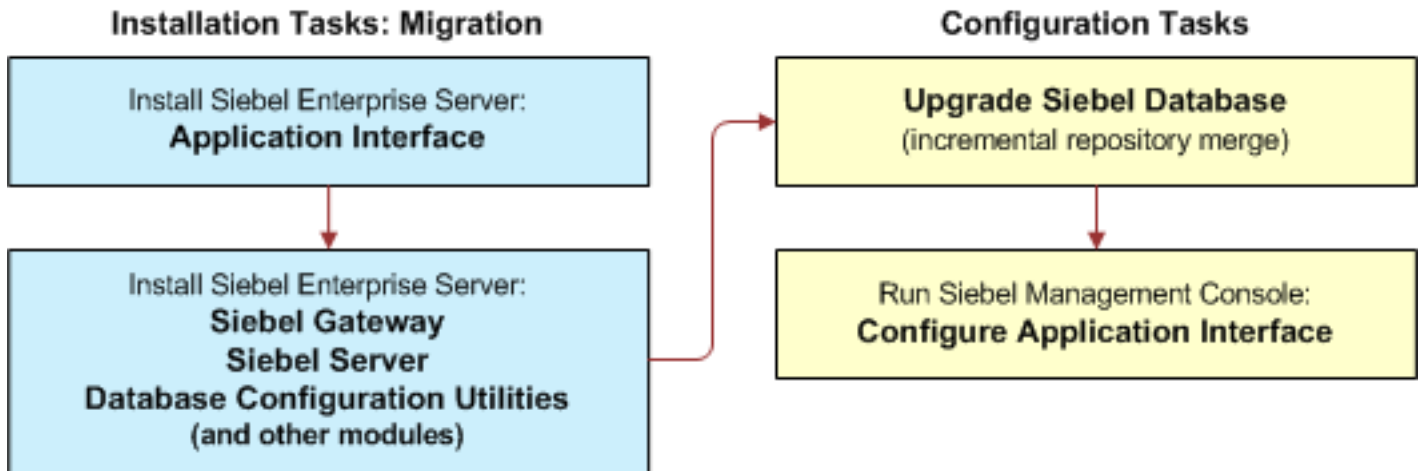 Installation Tasks: Migration
Install Siebel Enterprise Server:
Application Interface
Install Siebel Enterprise Server:
Siebel Gateway
Siebel Server
Database Configuration Utilities
(and other modules)
Configuration Tasks
Upgrade Siebel Database
(incremental repository merge)
Run Siebel Management Console:
Configure Application Interface